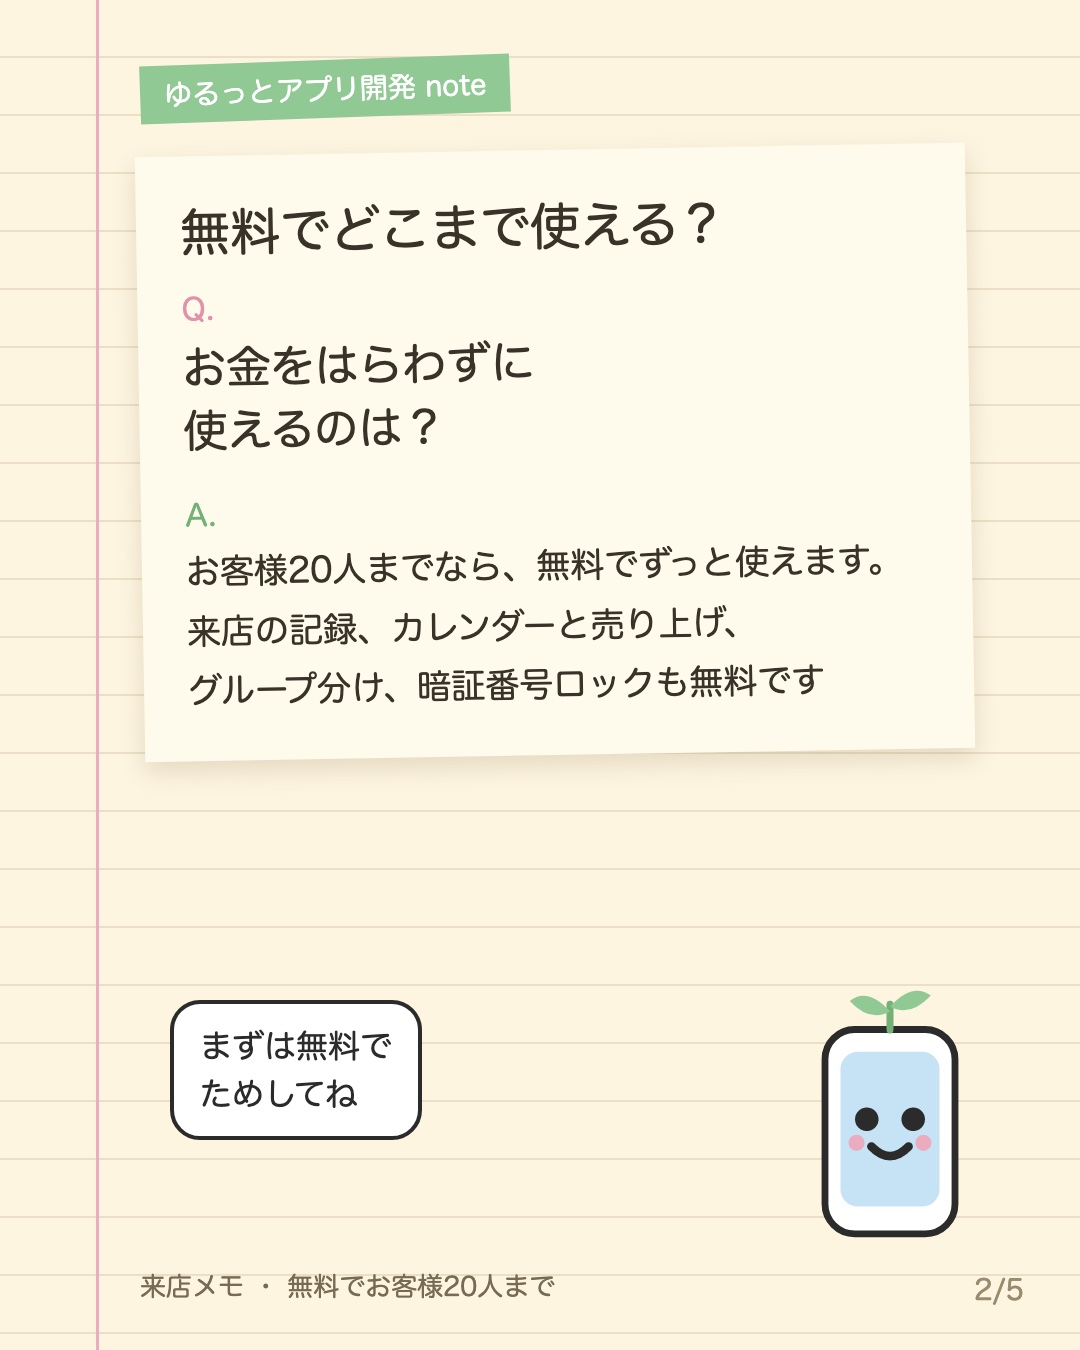 ゆるっとアプリ開発 note
無料でどこまで使える？
Q.
お金をはらわずに
使えるのは？
A.
お客様20人までなら、無料でずっと使えます。
来店の記録、カレンダーと売り上げ、
グループ分け、暗証番号ロックも無料です
まずは無料で
ためしてね
来店メモ ・ 無料でお客様20人まで
2/5